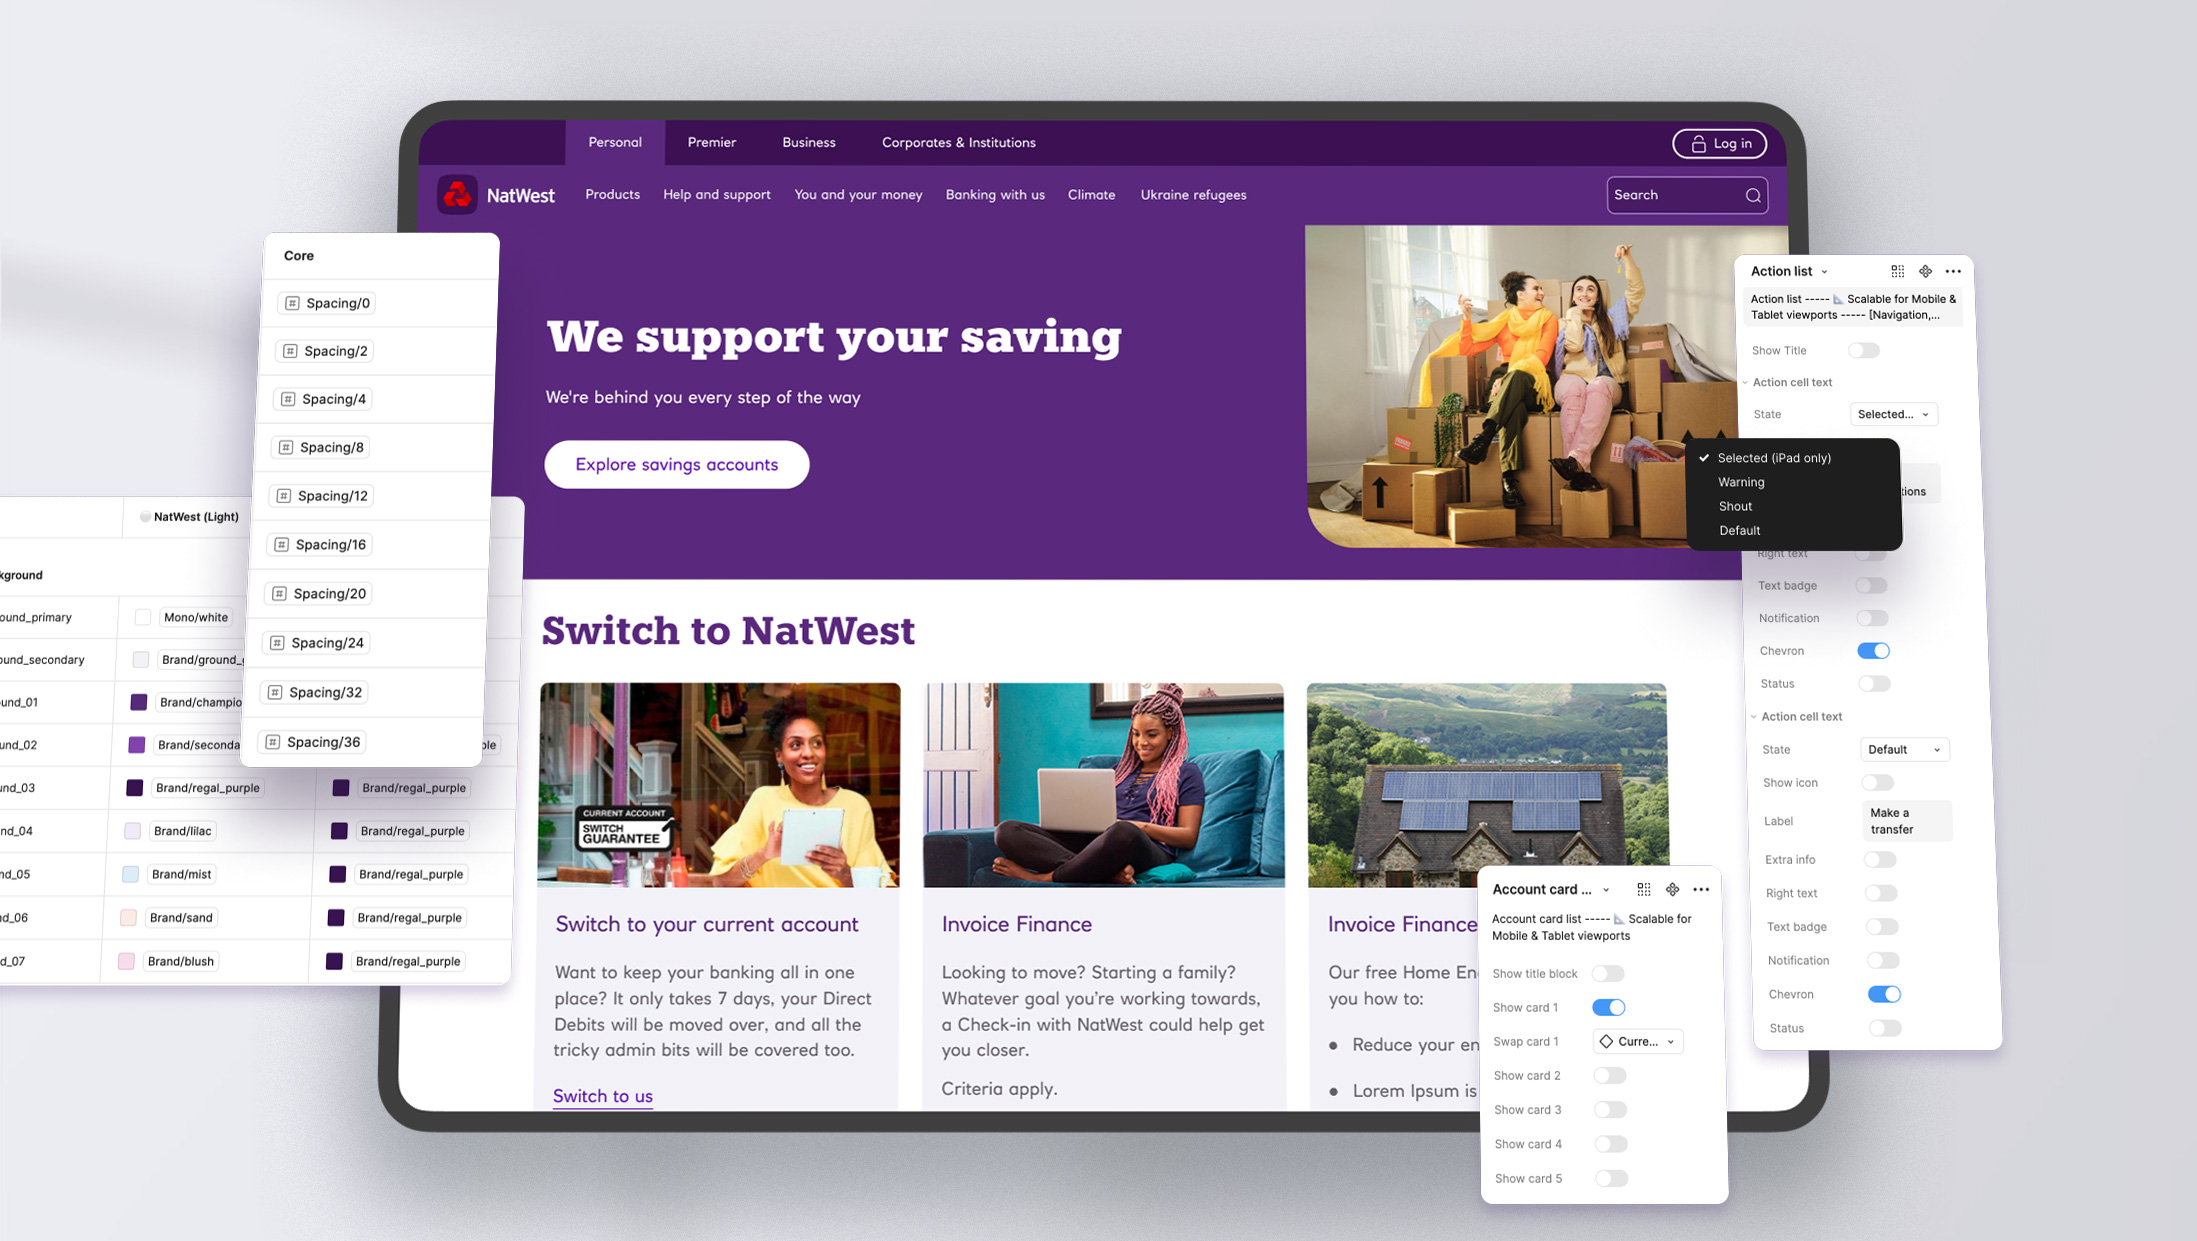 Personal
Premier
Business
Corporates & Institutions
Log in
NatWest
Products
Help and support
You and your money
Banking with us
Climate
Ukraine refugees
Search
We support your saving
We're behind you every step of the way
Explore savings accounts
Core
Spacing/0
Spacing/2
Spacing/4
Spacing/8
Spacing/12
Spacing/16
Spacing/20
Spacing/24
Spacing/32
Spacing/36
NatWest (Light)
kground
ound_primary
Mono/white
ound_secondary
Brand/ground_
und_01
Brand/champio
und_02
Brand/seconda
ple
und_03
Brand/regal_purple
Brand/regal_purple
nd_04
Brand/lilac
Brand/regal_purple
nd_05
Brand/mist
Brand/regal_purple
nd_06
Brand/sand
Brand/regal_purple
nd_07
Brand/blush
Brand/regal_purple
Switch to NatWest
CURRENT ACCOUNT
SWITCH
GUARANTEE
Switch to your current account
Want to keep your banking all in one
place? It only takes 7 days, your Direct
Debits will be moved over, and all the
tricky admin bits will be covered too.
Switch to us
Invoice Finance
Looking to move? Starting a family?
Whatever goal you're working towards,
a Check-in with NatWest could help get
you closer.
Criteria apply.
Invoice Finance
Our free Home En
you how to:
• Reduce your en
• Lorem Ipsum is
Action list
Action list ----- 📐 Scalable for Mobile &
Tablet viewports ----- [Navigation,...
Show Title
Action cell text
State
Selected...
Selected (iPad only)
Warning
Shout
Default
tions
Right text
Text badge
Notification
Chevron
Status
Action cell text
State
Default
Show icon
Label
Make a
transfer
Extra info
Right text
Text badge
Notification
Chevron
Status
Account card ...
Account card list ----- 📐 Scalable for
Mobile & Tablet viewports
Show title block
Show card 1
Swap card 1
Curre...
Show card 2
Show card 3
Show card 4
Show card 5